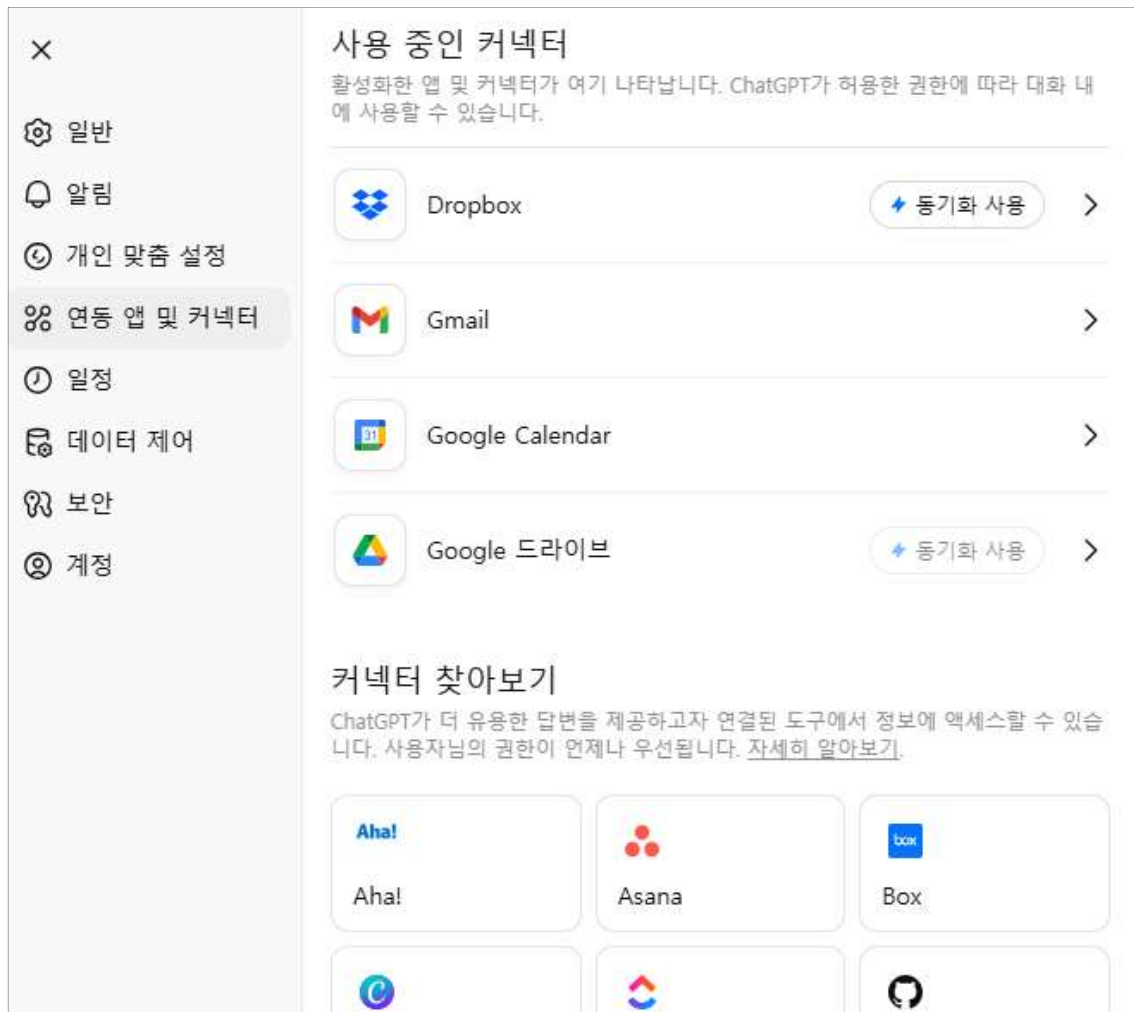 일반
알림
개인 맞춤 설정
연동 앱 및 커넥터
일정
데이터 제어
보안
계정
사용 중인 커넥터
활성화한 앱 및 커넥터가 여기 나타납니다. ChatGPT가 허용한 권한에 따라 대화 내
에 사용할 수 있습니다.
Dropbox
동기화 사용
Gmail
31
Google Calendar
Google 드라이브
동기화 사용
커넥터 찾아보기
ChatGPT가 더 유용한 답변을 제공하고자 연결된 도구에서 정보에 액세스할 수 있습
니다. 사용자님의 권한이 언제나 우선됩니다. 자세히 알아보기.
Aha!
Aha!
Asana
box
Box